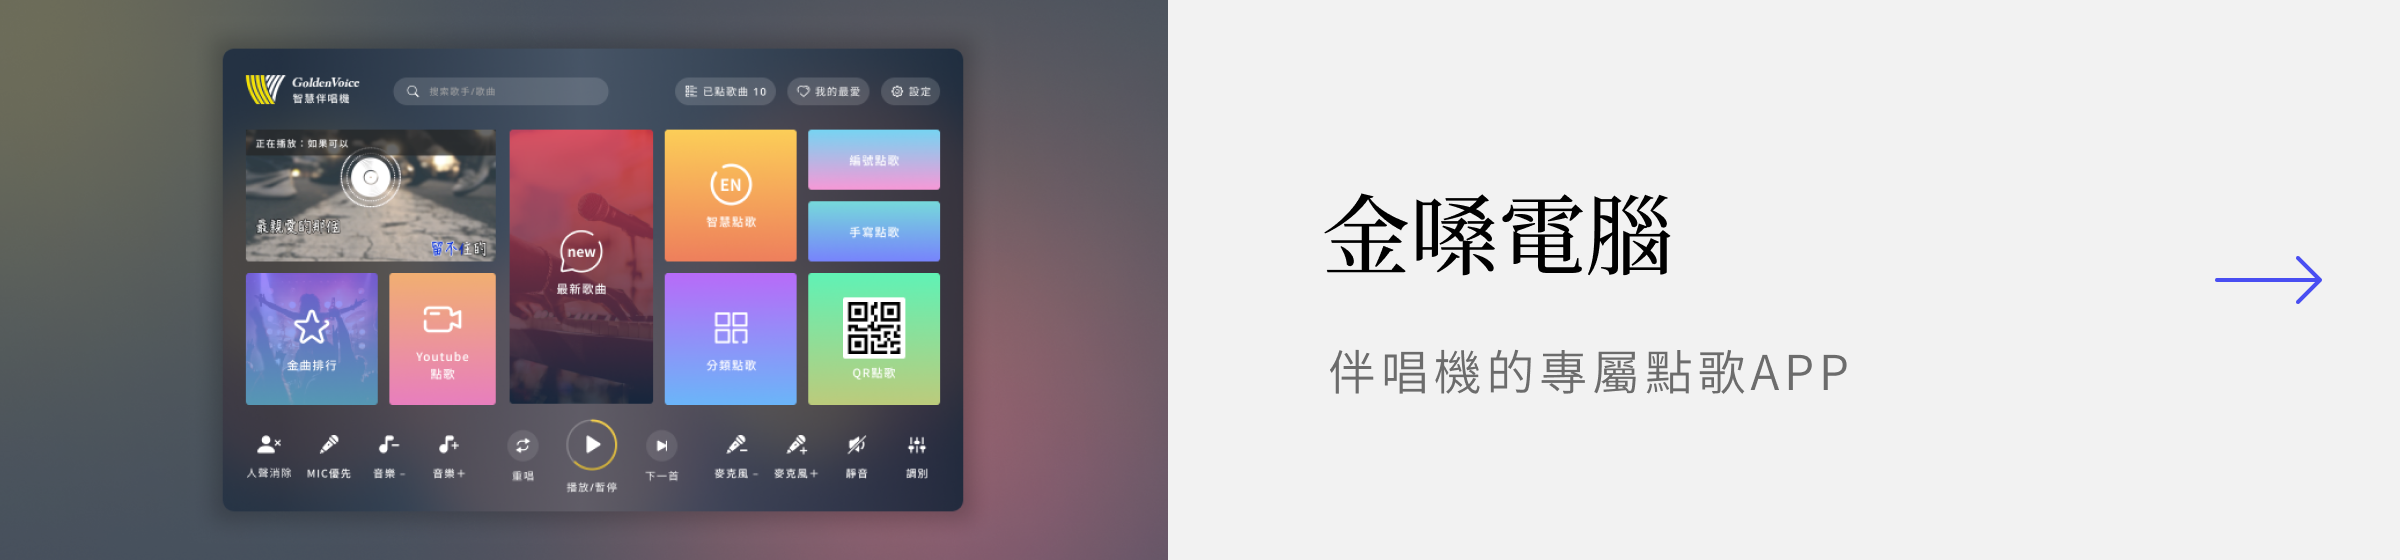 GoldenVoice
智慧伴唱機
搜索歌手/歌曲
已點歌曲 10
我的最愛
設定
正在播放：如果可以
最親愛的那個
留不住的
new
最新歌曲
EN
智慧點歌
編號點歌
手寫點歌
金曲排行
Youtube
點歌
分類點歌
QR點歌
人聲消除
MIC優先
音樂 –
音樂＋
重唱
播放/暫停
下一首
麥克風 –
麥克風＋
靜音
調別
金嗓電腦
伴唱機的專屬點歌APP